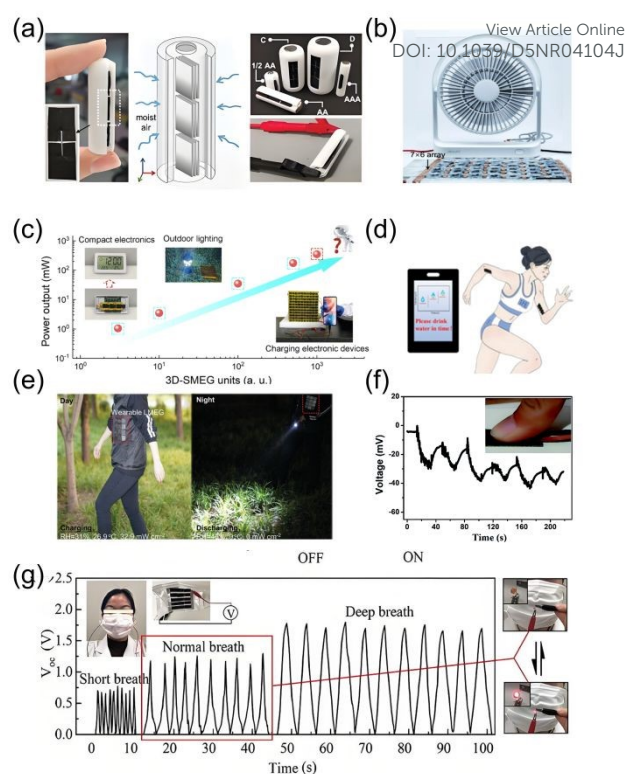 View Article Online
DOI: 10.1039/D5NR04104J
(a)
moist
air
C
D
1/2 AA
AAA
AA
(b)
7×6 array
(c)
Compact electronics
Outdoor lighting
Charging electronic devices
?
Power output (mW)
10³
10²
10¹
10⁰
10⁻¹
10⁰ 10¹ 10² 10³ 10⁴
3D-SMEG units (a. u.)
(d)
Please drink
water in time!
(e)
Day
Wearable LMEG
Charging
Night
Discharging
(f)
Voltage (mV)
20
0
-20
-40
-60
0 40 80 120 160 200
Time (s)
OFF ON
(g)
V
Short breath
Normal breath
Deep breath
Voc (V)
2.5
2.0
1.5
1.0
0.5
0.0
0 10 20 30 40 50 60 70 80 90 100
Time (s)